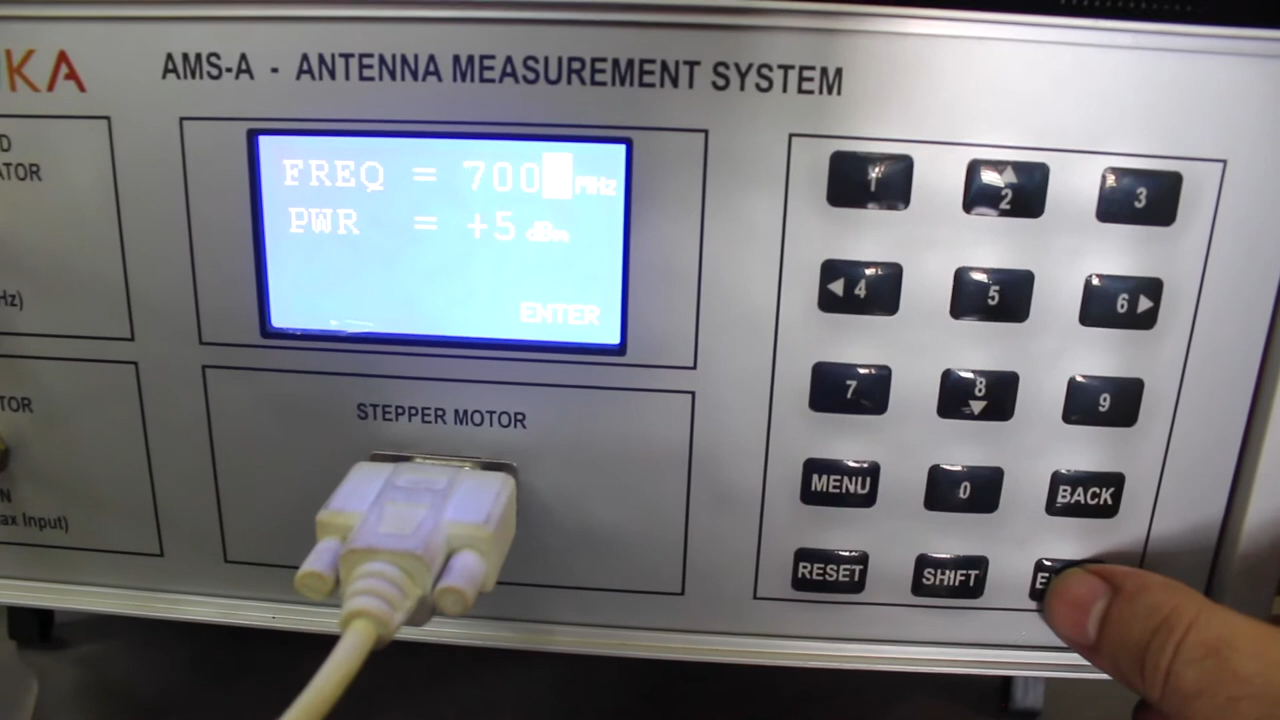 KA
AMS-A - ANTENNA MEASUREMENT SYSTEM
D
ATOR
Hz)
TOR
N
ax Input)
FREQ = 700 MHz
PWR = +5 dBm
ENTER
STEPPER MOTOR
1 2 3
4 5 6
7 8 9
MENU 0 BACK
RESET SHIFT E